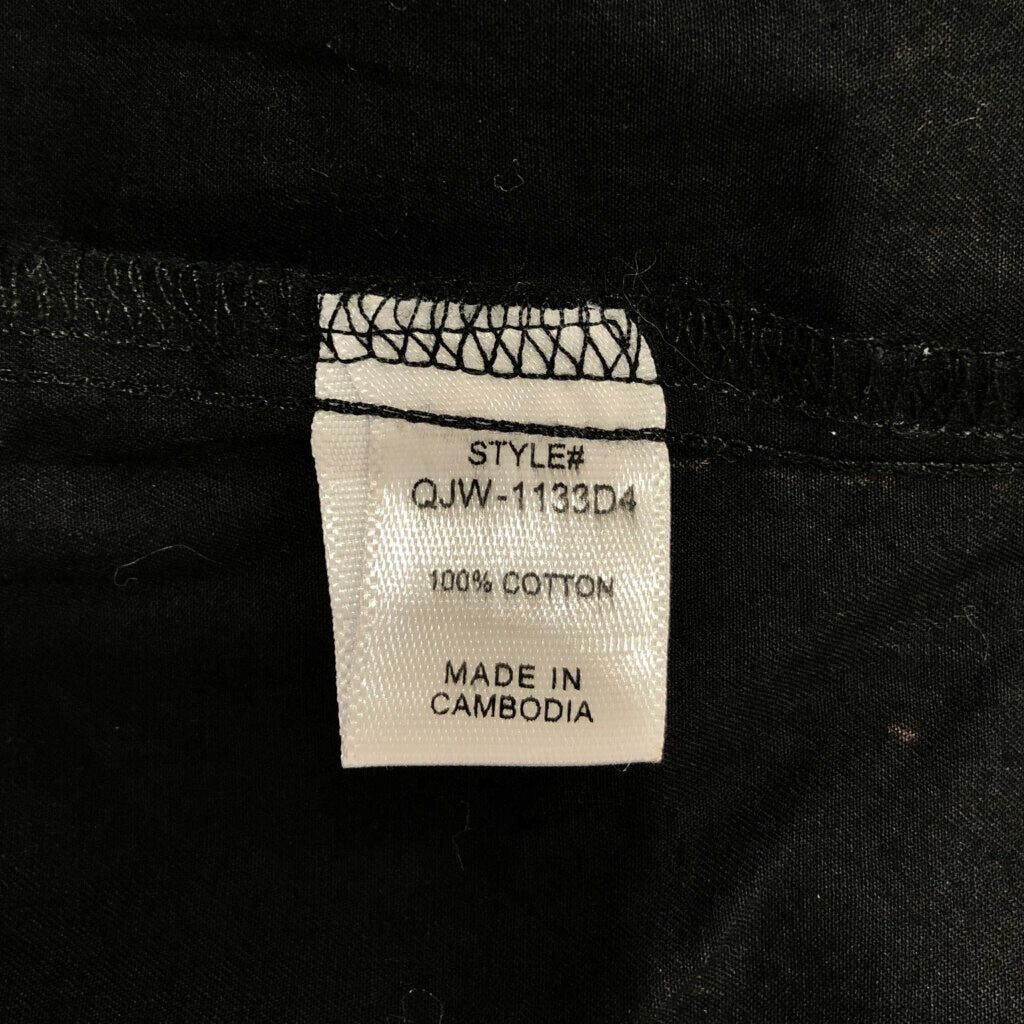 STYLE#
QJW-1133D4
100% COTTON
MADE IN
CAMBODIA